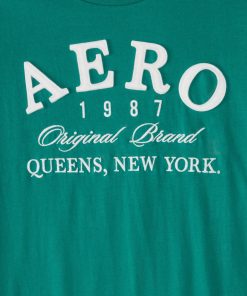 AERO
1987
Original Brand
QUEENS, NEW YORK.